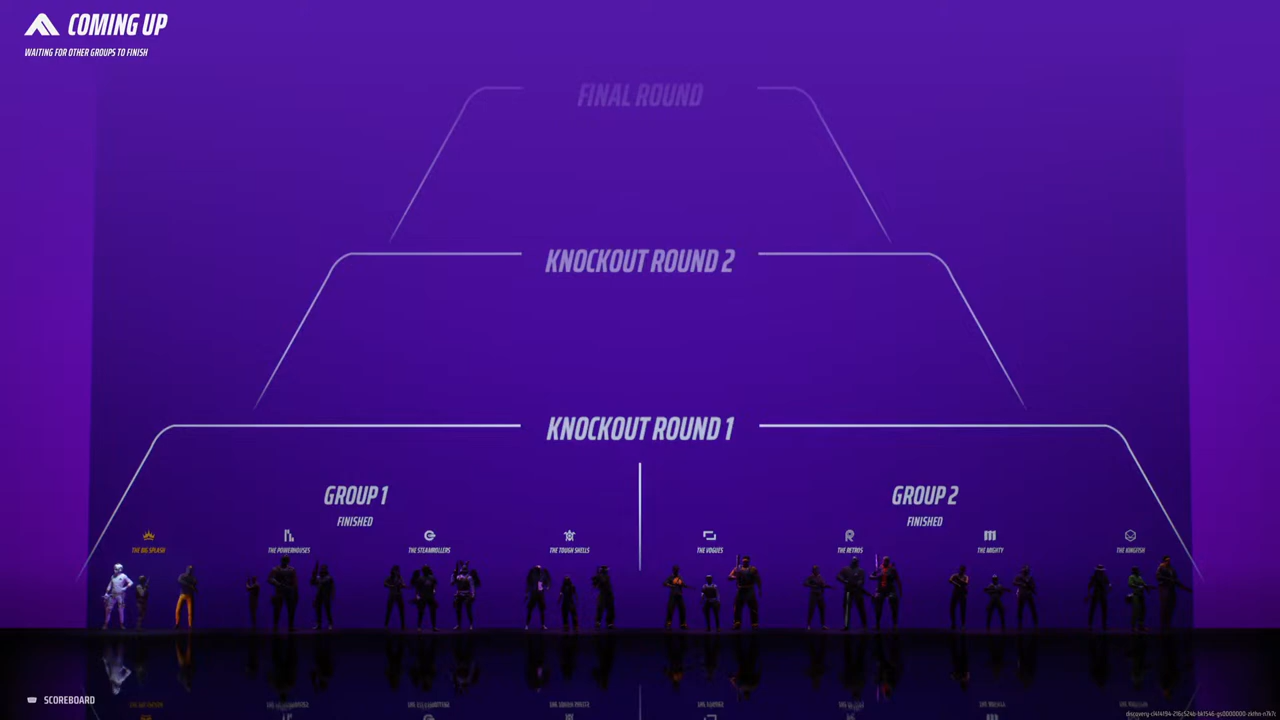 COMING UP
WAITING FOR OTHER GROUPS TO FINISH
FINAL ROUND
KNOCKOUT ROUND 2
KNOCKOUT ROUND 1
GROUP 1
FINISHED
GROUP 2
FINISHED
THE BIG SPLASH
THE POWERHOUSES
THE STEAMROLLERS
THE TOUGH SHELLS
THE VOGUES
THE RETROS
THE MIGHTY
THE KINGFISH
SCOREBOARD